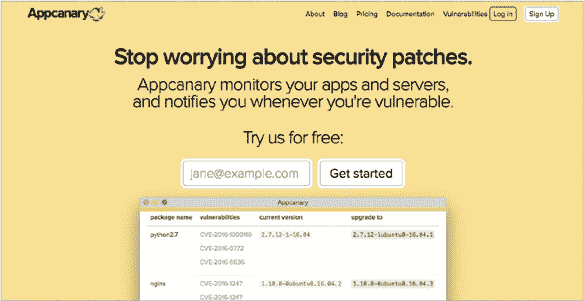 Appcanary
About Blog Pricing Documentation Vulnerabilities Log in Sign Up
Stop worrying about security patches.
Appcanary monitors your apps and servers,
and notifies you whenever you're vulnerable.
Try us for free:
jane@example.com Get started
Appcanary
package name vulnerabilities current version upgrade to
python2.7 CVE-2016-1000110 2.7.12-1~16.04 2.7.12-1ubuntu0~16.04.1
CVE-2016-0772
CVE-2016-5636
nginx CVE-2016-1247 1.10.0-0ubuntu0.16.04.2 1.10.0-0ubuntu0.16.04.3
CVE-2016-1247